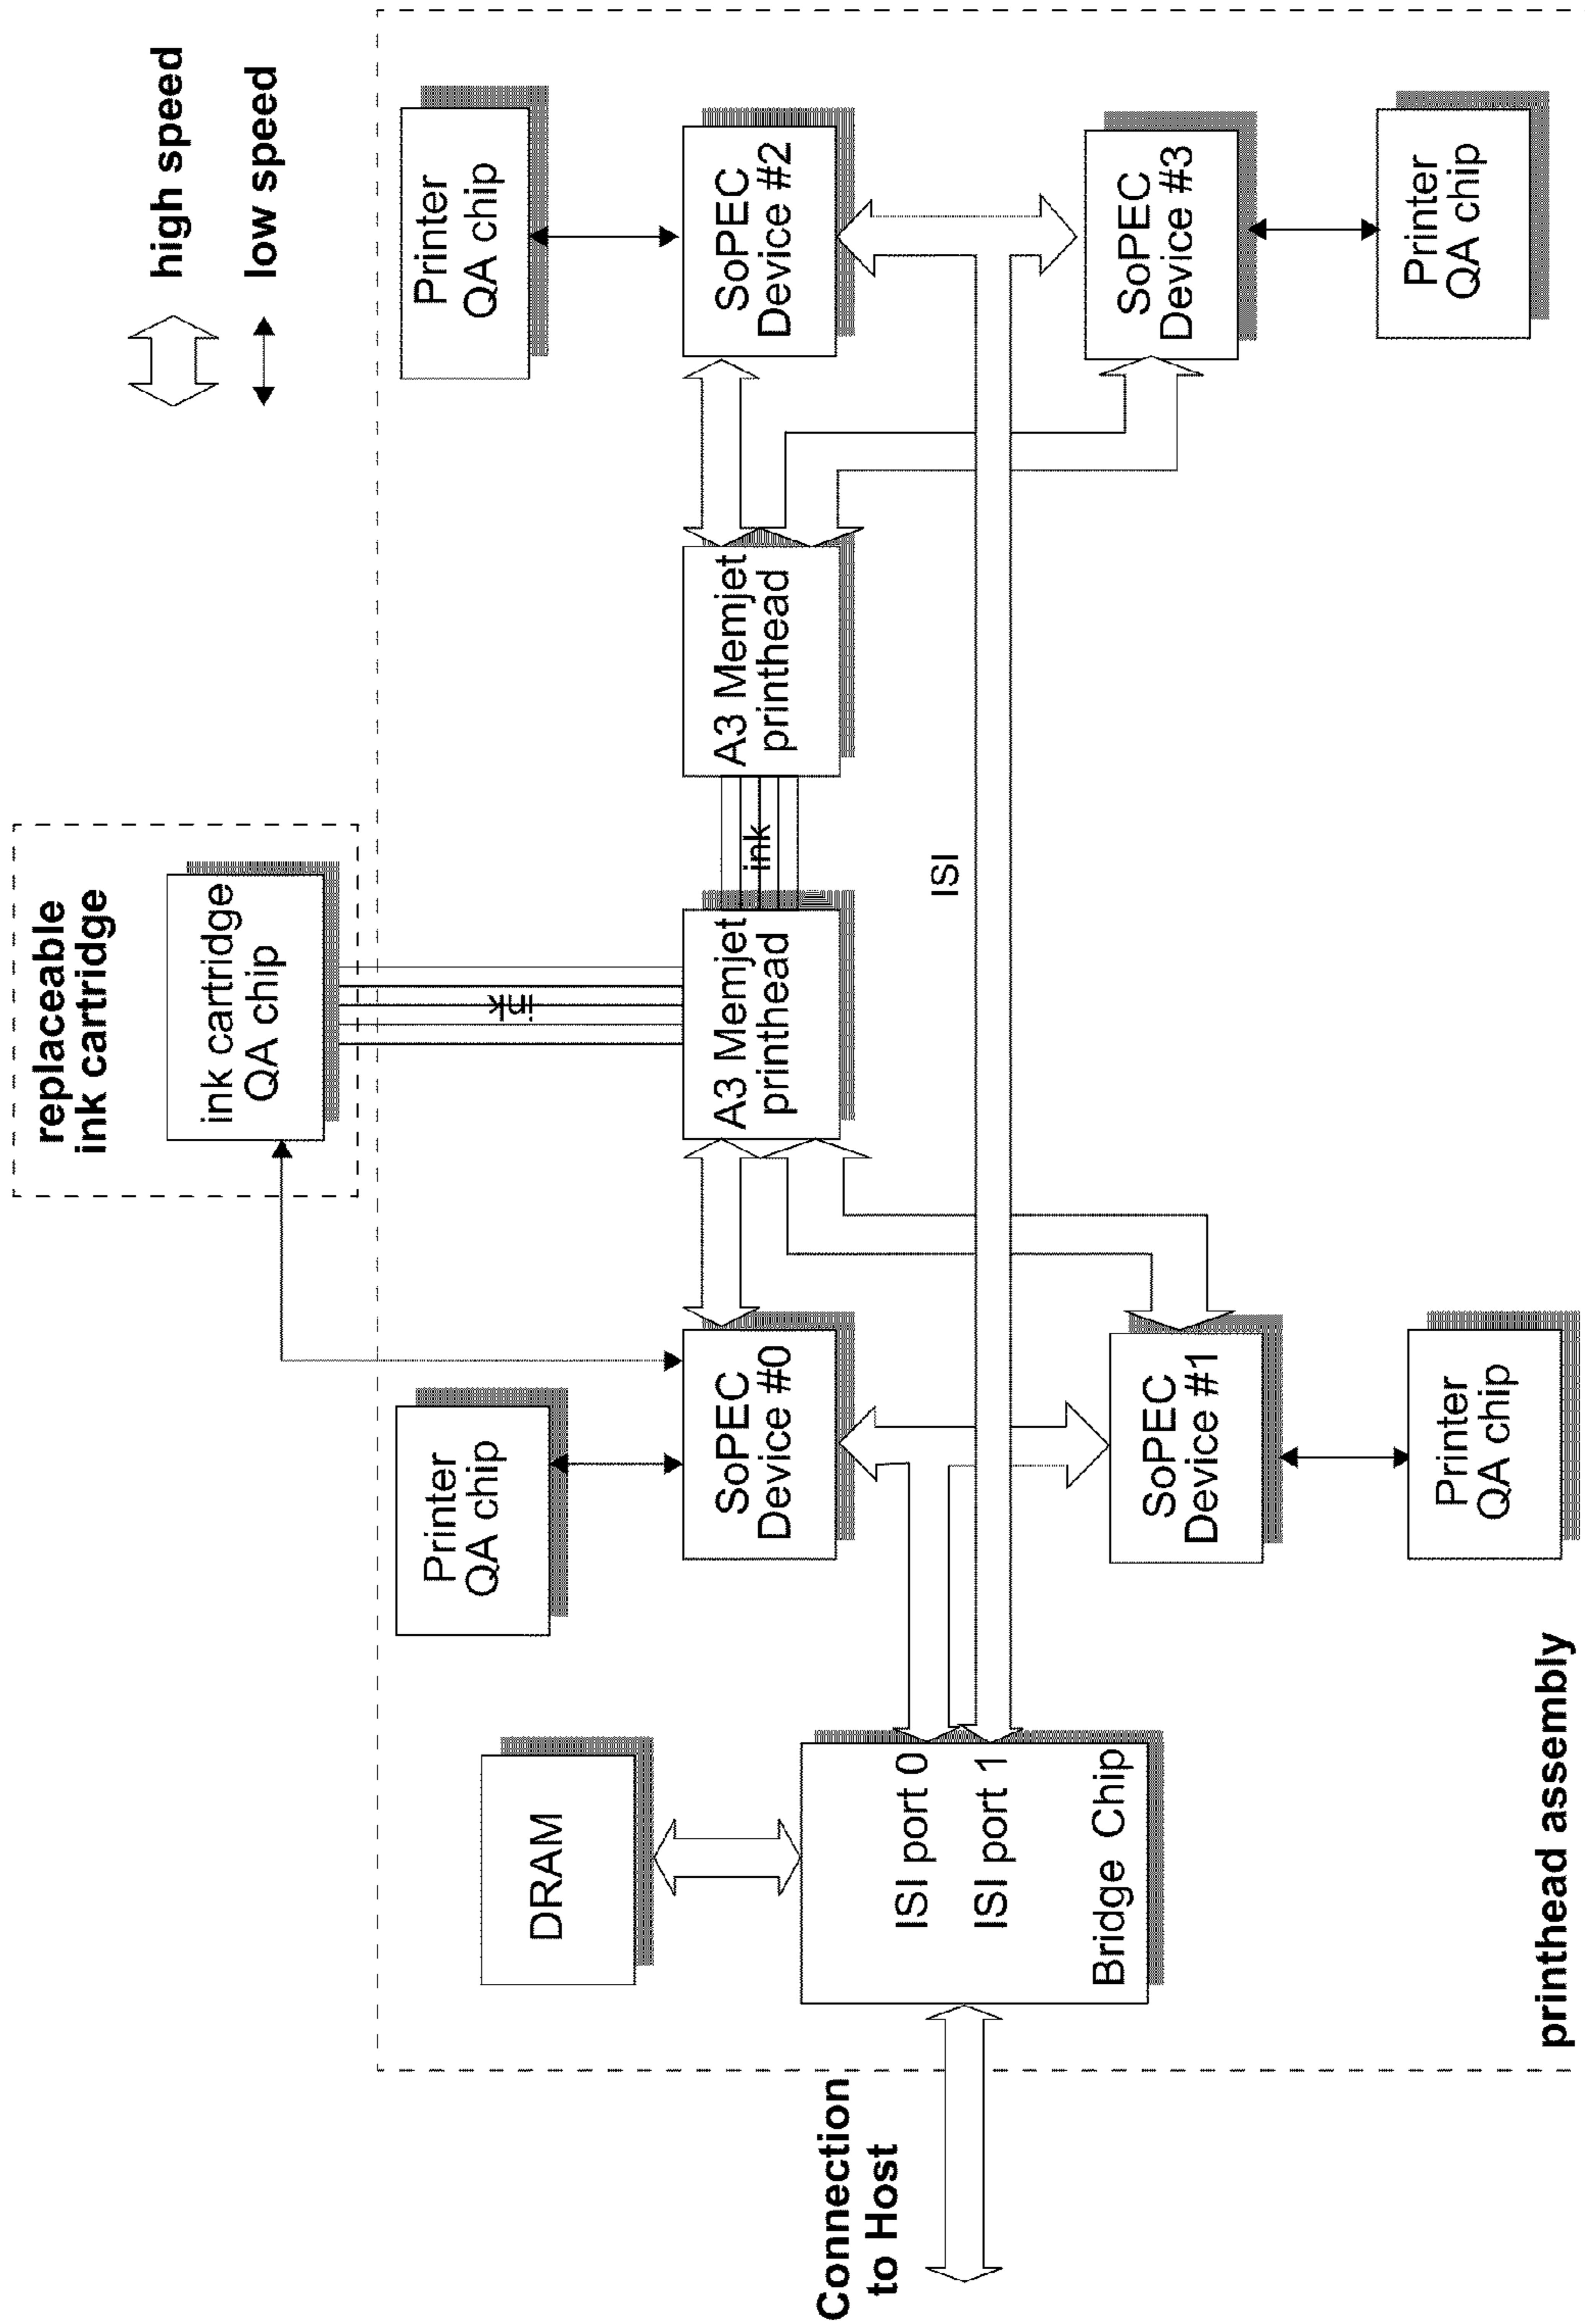 replaceable
ink cartridge
high speed
low speed
ink cartridge
QA chip
Printer
QA chip
Printer
QA chip
ink
DRAM
SoPEC
Device #0
A3 Memjet
printhead
ink
A3 Memjet
printhead
SoPEC
Device #2
Connection
to Host
ISI port 0
ISI port 1
Bridge Chip
ISI
SoPEC
Device #1
SoPEC
Device #3
Printer
QA chip
Printer
QA chip
printhead assembly